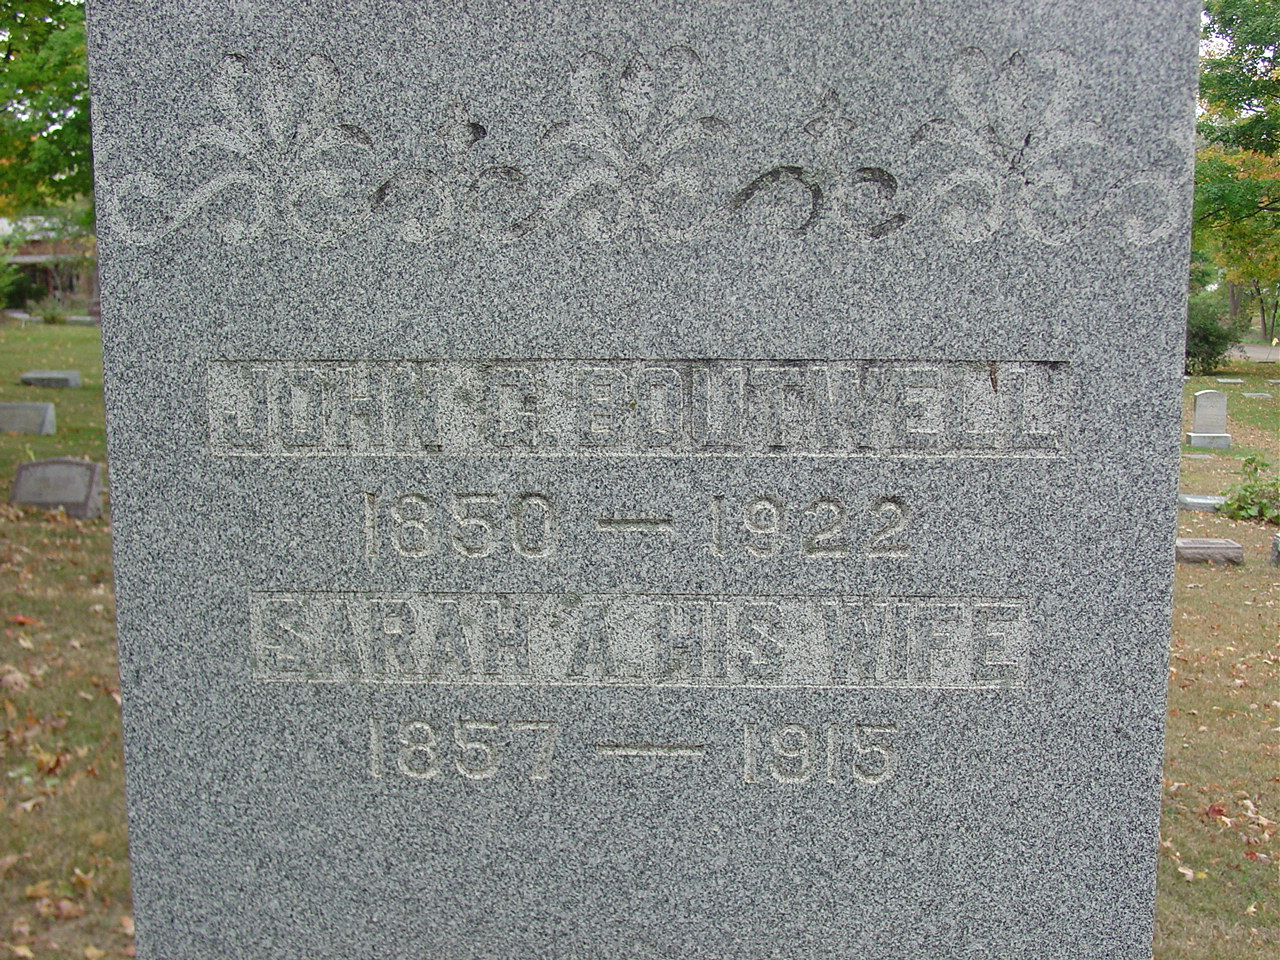 JOHN G. BOUTWELL
1850 — 1922
SARAH A. HIS WIFE
1857 — 1915